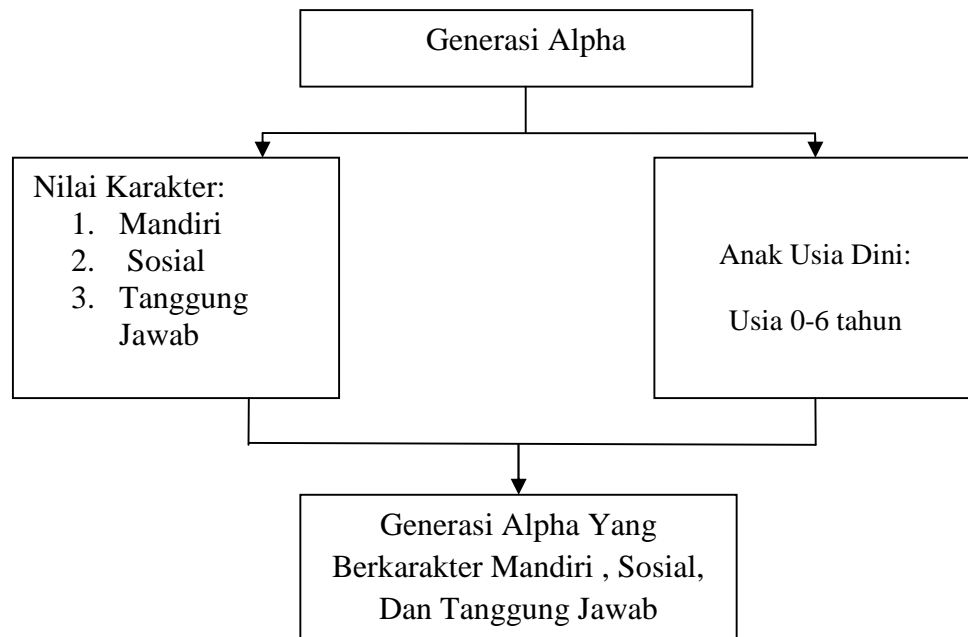 Generasi Alpha
Nilai Karakter:
1. Mandiri
2. Sosial
3. Tanggung
Jawab
Anak Usia Dini:
Usia 0-6 tahun
Generasi Alpha Yang
Berkarakter Mandiri , Sosial,
Dan Tanggung Jawab